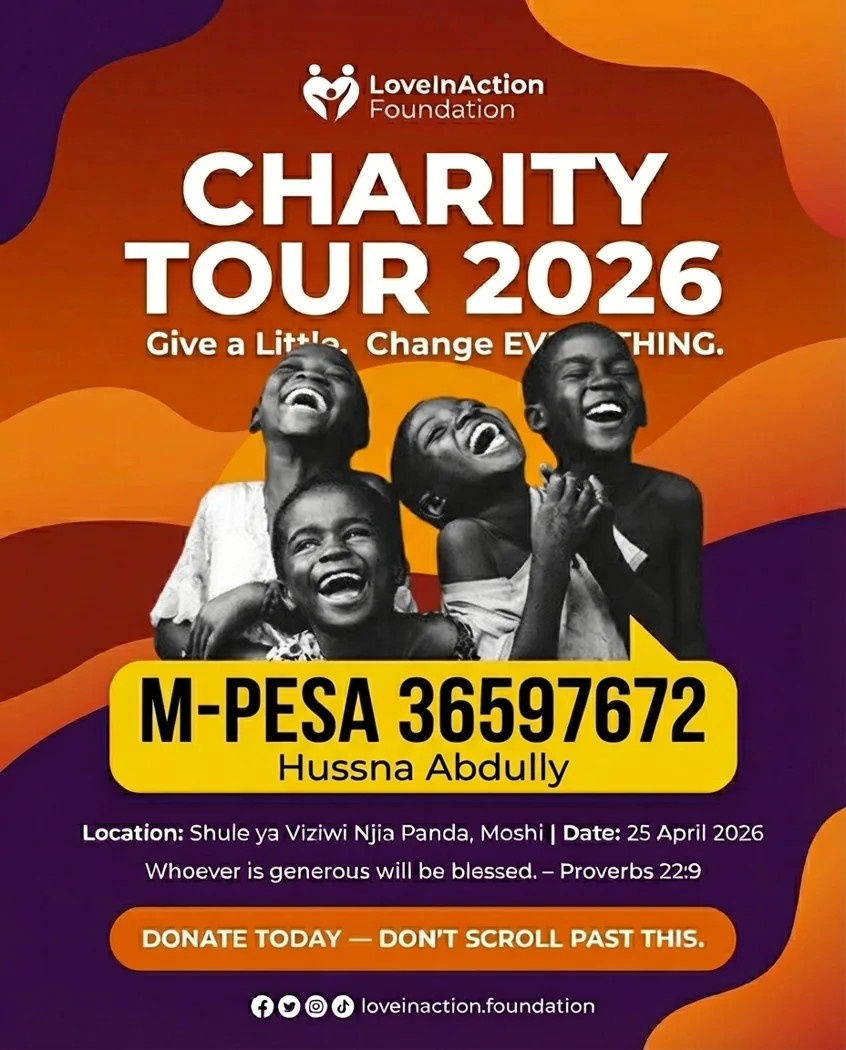 LoveInAction
Foundation
CHARITY
TOUR 2026
Give a Little. Change EVERYTHING.
M-PESA 36597672
Hussna Abdully
Location: Shule ya Viziwi Njia Panda, Moshi | Date: 25 April 2026
Whoever is generous will be blessed. – Proverbs 22:9
DONATE TODAY — DON'T SCROLL PAST THIS.
loveinaction.foundation